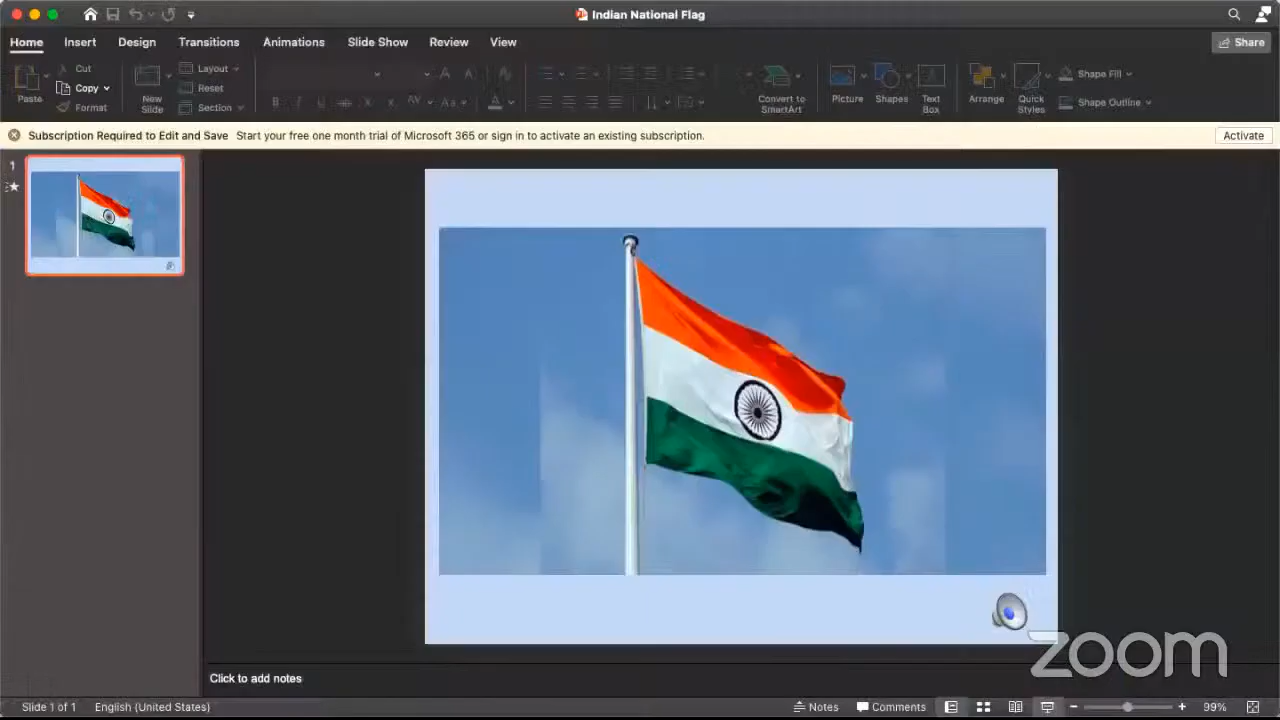 Indian National Flag
Home Insert Design Transitions Animations Slide Show Review View Share
Paste Cut Copy Format
New Slide Layout Reset Section
Convert to SmartArt
Picture Shapes Text Box
Arrange Quick Styles Shape Fill Shape Outline
Subscription Required to Edit and Save Start your free one month trial of Microsoft 365 or sign in to activate an existing subscription. Activate
1
zoom
Click to add notes
Slide 1 of 1 English (United States) Notes Comments 99%